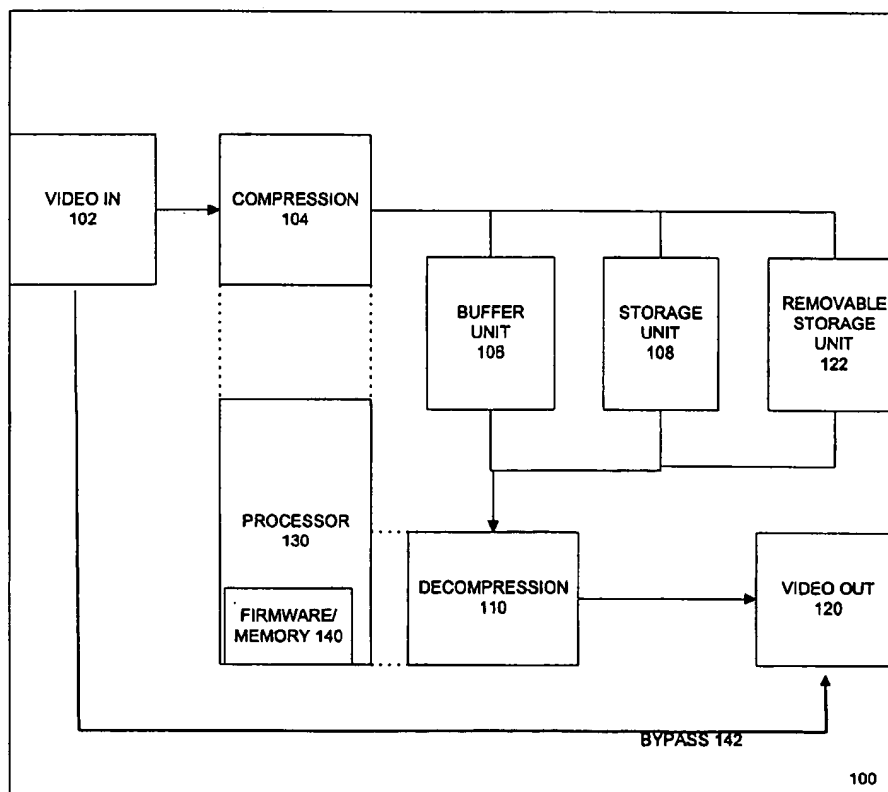 VIDEO IN
102
COMPRESSION
104
BUFFER
UNIT
106
STORAGE
UNIT
108
REMOVABLE
STORAGE
UNIT
122
PROCESSOR
130
FIRMWARE/
MEMORY 140
DECOMPRESSION
110
VIDEO OUT
120
BYPASS 142
100